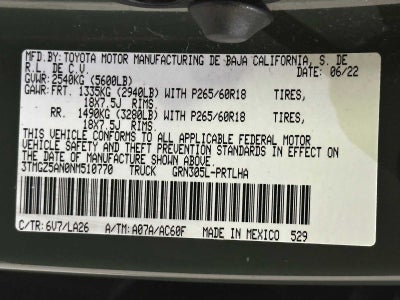 MFD.BY:TOYOTA MOTOR MANUFACTURING DE BAJA CALIFORNIA, S. DE
R.L. DE C.V. DATE: 06/22
GVWR: 2540KG (5600LB)
GAWR:FRT. 1335KG (2940LB) WITH P265/60R18 TIRES,
18X7.5J RIMS
RR. 1490KG (3280LB) WITH P265/60R18 TIRES,
18X7.5J RIMS
THIS VEHICLE CONFORMS TO ALL APPLICABLE FEDERAL MOTOR
VEHICLE SAFETY AND THEFT PREVENTION STANDARDS IN EFFECT
ON THE DATE OF MANUFACTURE SHOWN ABOVE.
3TMGZ5AN0NM510770 TRUCK GRN305L-PRTLHA
C/TR: 6V7/LA26 A/TM: A07A/AC60F MADE IN MEXICO 529